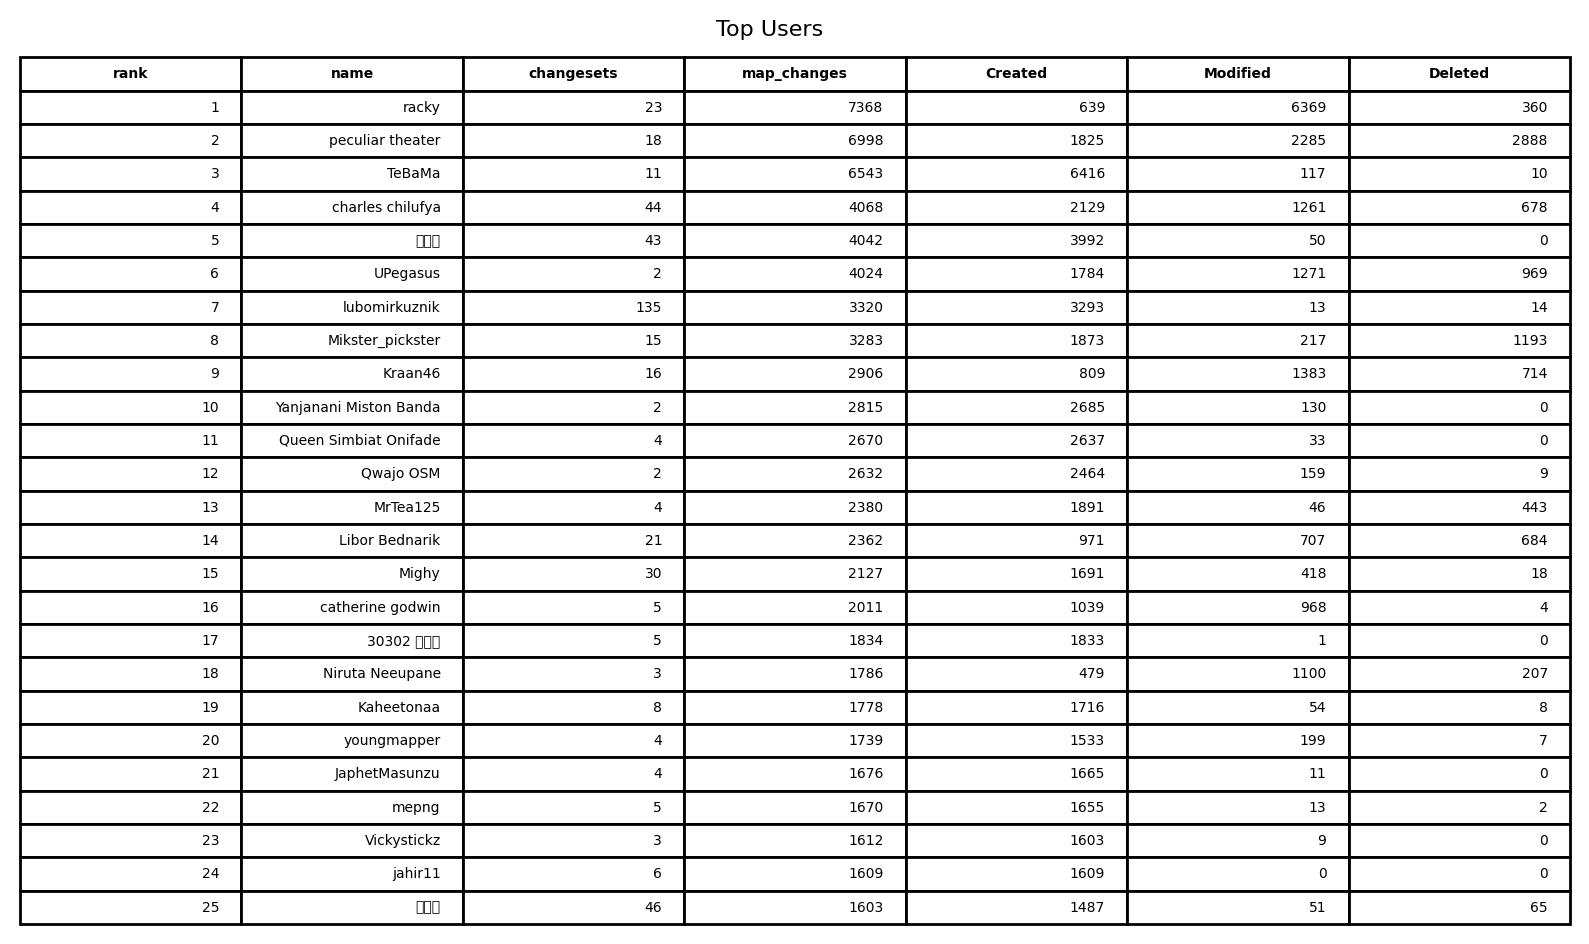 Top Users
rank name changesets map_changes Created Modified Deleted
1 racky 23 7368 639 6369 360
2 peculiar theater 18 6998 1825 2285 2888
3 TeBaMa 11 6543 6416 117 10
4 charles chilufya 44 4068 2129 1261 678
5 43 4042 3992 50 0
6 UPegasus 2 4024 1784 1271 969
7 lubomirkuznik 135 3320 3293 13 14
8 Mikster_pickster 15 3283 1873 217 1193
9 Kraan46 16 2906 809 1383 714
10 Yanjanani Miston Banda 2 2815 2685 130 0
11 Queen Simbiat Onifade 4 2670 2637 33 0
12 Qwajo OSM 2 2632 2464 159 9
13 MrTea125 4 2380 1891 46 443
14 Libor Bednarik 21 2362 971 707 684
15 Mighy 30 2127 1691 418 18
16 catherine godwin 5 2011 1039 968 4
17 30302 5 1834 1833 1 0
18 Niruta Neeupane 3 1786 479 1100 207
19 Kaheetonaa 8 1778 1716 54 8
20 youngmapper 4 1739 1533 199 7
21 JaphetMasunzu 4 1676 1665 11 0
22 mepng 5 1670 1655 13 2
23 Vickystickz 3 1612 1603 9 0
24 jahir11 6 1609 1609 0 0
25 46 1603 1487 51 65